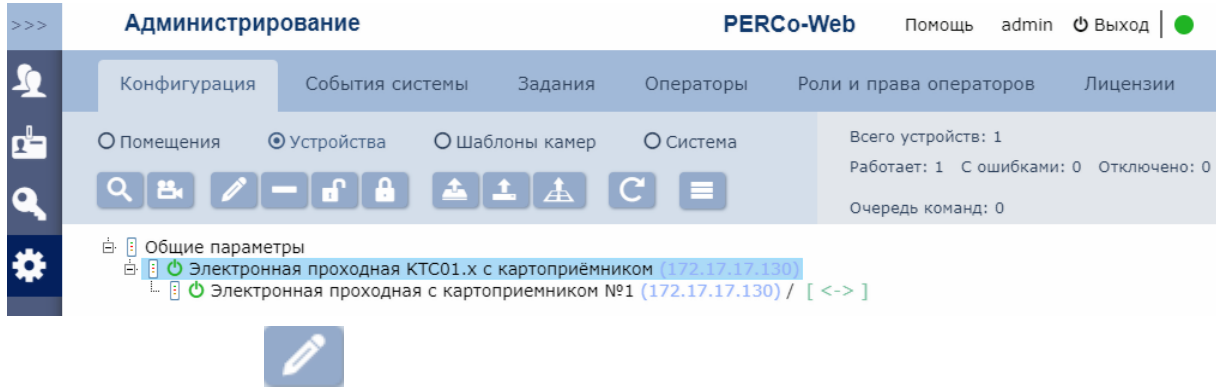 >>> Администрирование PERCo-Web Помощь admin Выход
Конфигурация События системы Задания Операторы Роли и права операторов Лицензии
Помещения Устройства Шаблоны камер Система Всего устройств: 1
Работает: 1 С ошибками: 0 Отключено: 0
Очередь команд: 0
Общие параметры
Электронная проходная КТС01.x с картоприёмником (172.17.17.130)
Электронная проходная с картоприемником №1 (172.17.17.130) / [ <-> ]